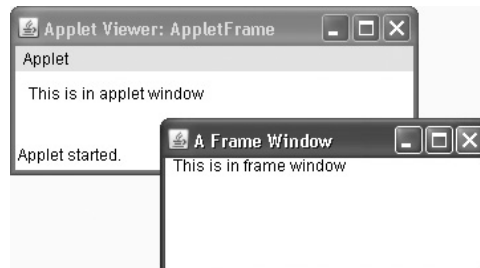 Applet Viewer: AppletFrame
Applet
This is in applet window
Applet started.
A Frame Window
This is in frame window